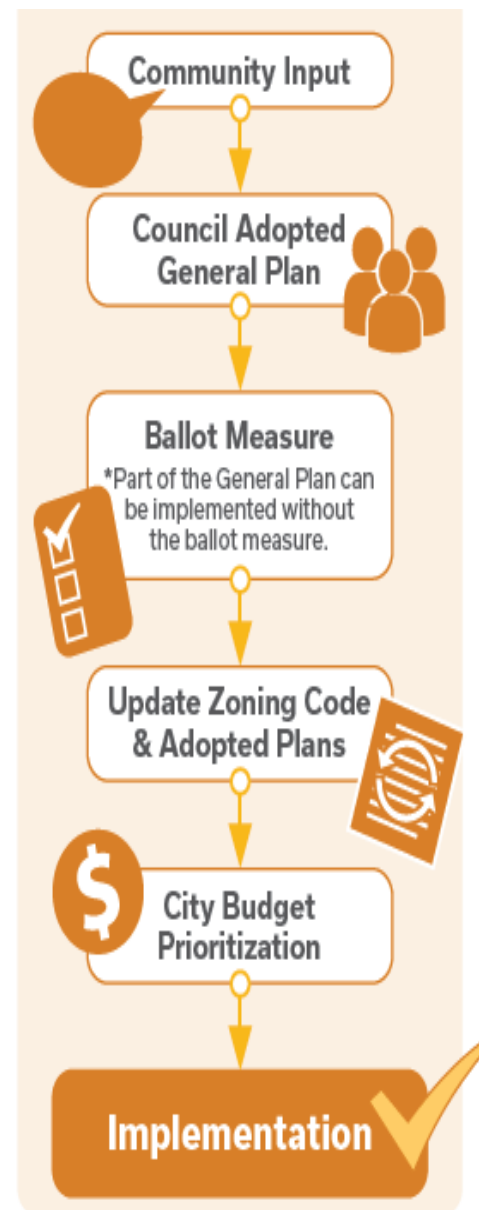 Community Input
Council Adopted
General Plan
Ballot Measure
*Part of the General Plan can
be implemented without
the ballot measure.
Update Zoning Code
& Adopted Plans
$
City Budget
Prioritization
Implementation